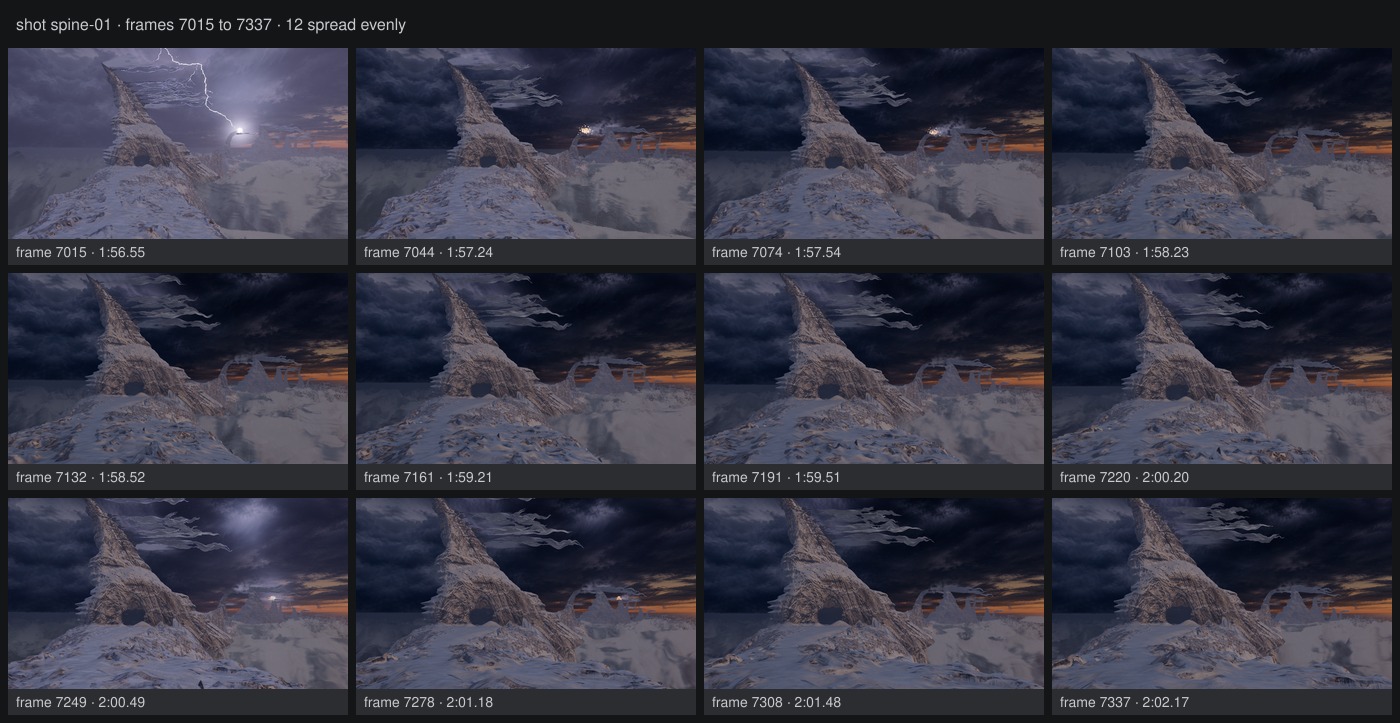 shot spine-01 · frames 7015 to 7337 · 12 spread evenly
frame 7015 · 1:56.55
frame 7044 · 1:57.24
frame 7074 · 1:57.54
frame 7103 · 1:58.23
frame 7132 · 1:58.52
frame 7161 · 1:59.21
frame 7191 · 1:59.51
frame 7220 · 2:00.20
frame 7249 · 2:00.49
frame 7278 · 2:01.18
frame 7308 · 2:01.48
frame 7337 · 2:02.17